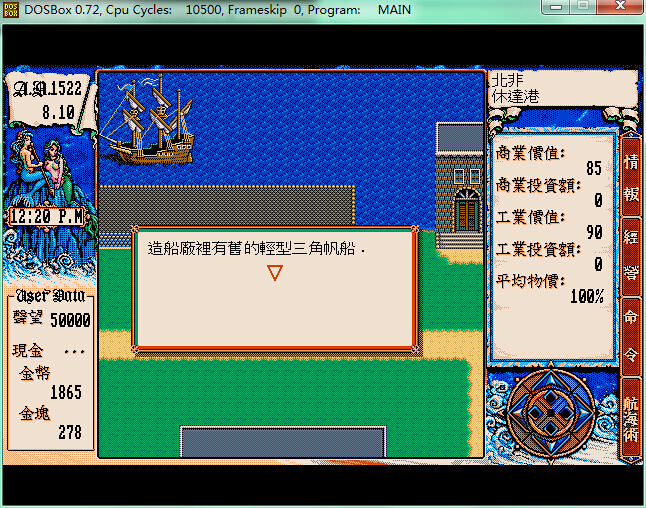 DOSBox 0.72, Cpu Cycles: 10500, Frameskip 0, Program: MAIN
A.D.1522
8.10
12:20 P.M
User Data
聲望 50000
現金 ...
金幣
1865
金塊
278
造船廠裡有舊的輕型三角帆船.
北非
休達港
商業價值:
85
商業投資額:
0
工業價值:
90
工業投資額:
0
平均物價:
100%
情報
經營
命令
航海術